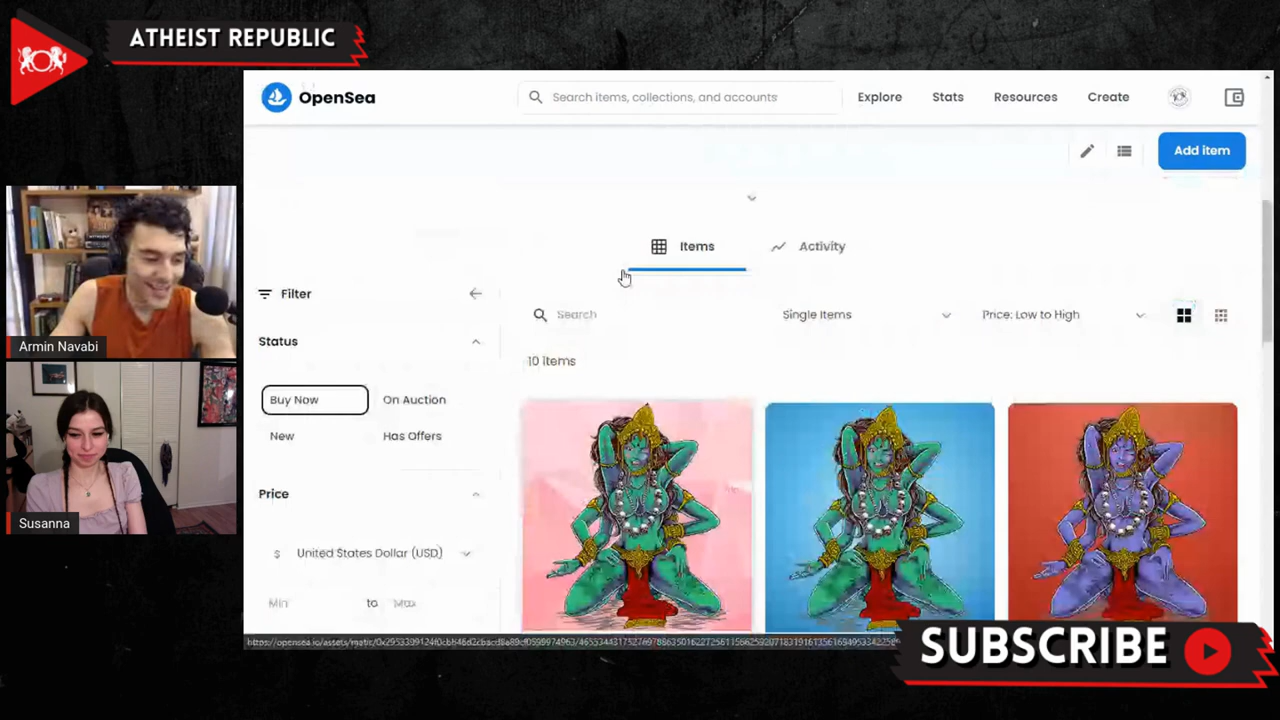 ATHEIST REPUBLIC
OpenSea
Search items, collections, and accounts
Explore
Stats
Resources
Create
Add item
Items
Activity
Filter
Search
Single Items
Price: Low to High
Status
10 items
Buy Now
On Auction
New
Has Offers
Price
$ United States Dollar (USD)
Min
to
Max
Armin Navabi
Susanna
SUBSCRIBE